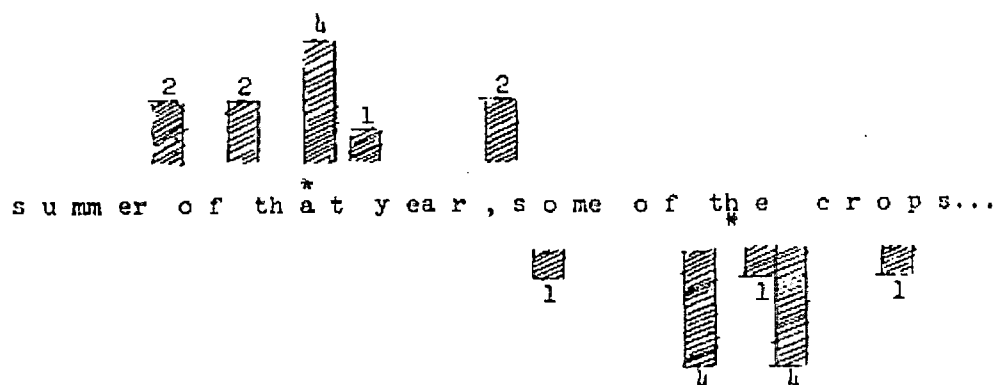 4
2 2 1 2
*
summer of that year, some of the crops...
*
1 1 1
4 4